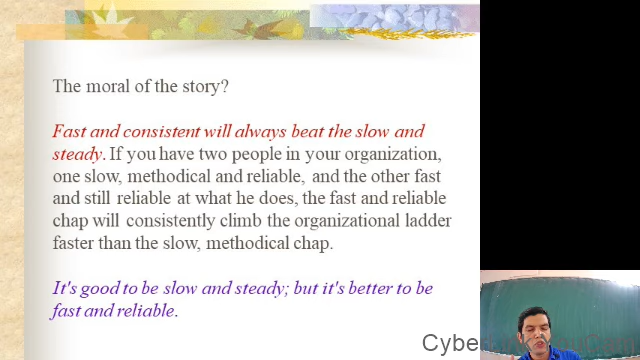 The moral of the story?
Fast and consistent will always beat the slow and
steady. If you have two people in your organization,
one slow, methodical and reliable, and the other fast
and still reliable at what he does, the fast and reliable
chap will consistently climb the organizational ladder
faster than the slow, methodical chap.
It's good to be slow and steady; but it's better to be
fast and reliable.
CyberLink YouCam